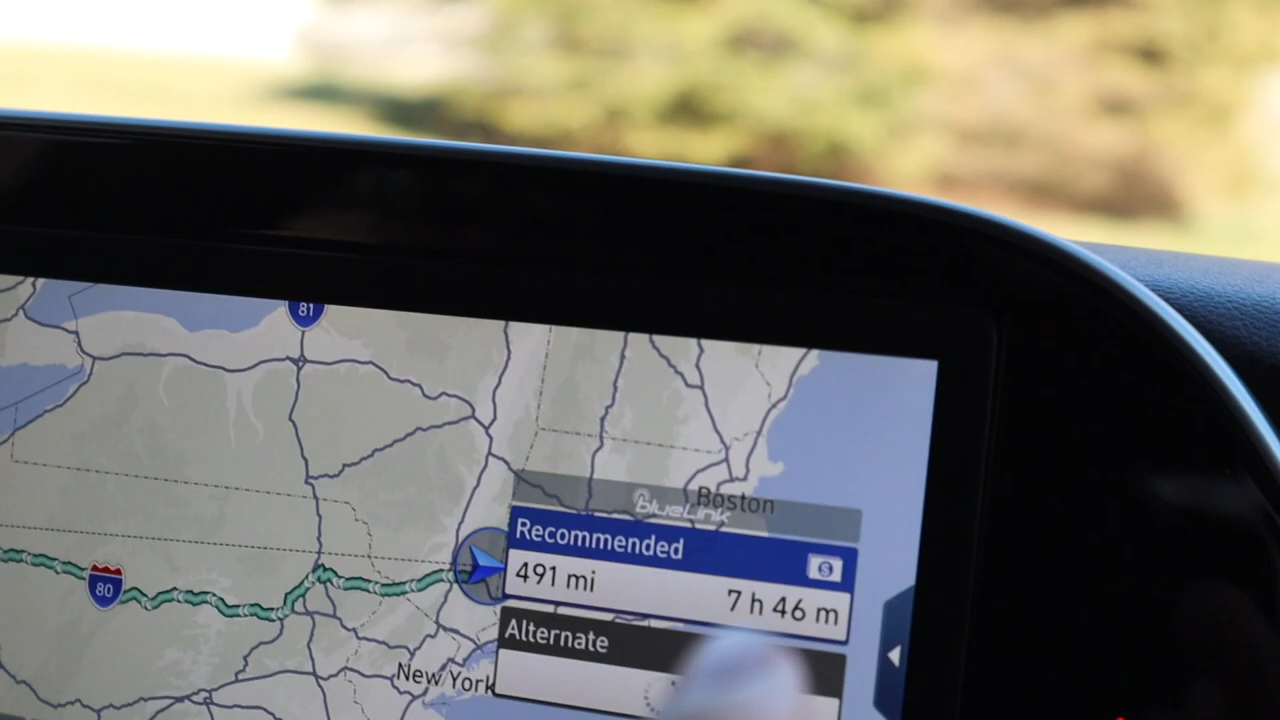 81
Boston
blueLink
Recommended
491 mi
7 h 46 m
80
Alternate
New York